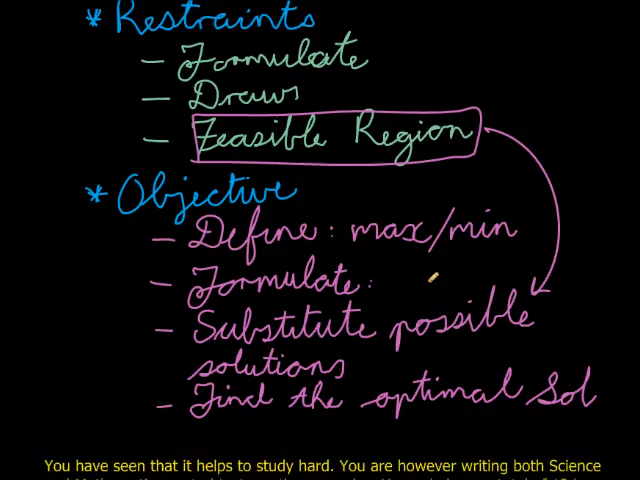 * Restraints
- Formulate
- Draw
- Feasible Region
* Objective
- Define: max/min
- Formulate:
- Substitute possible
solutions
- Find the optimal Sol
You have seen that it helps to study hard. You are however writing both Science